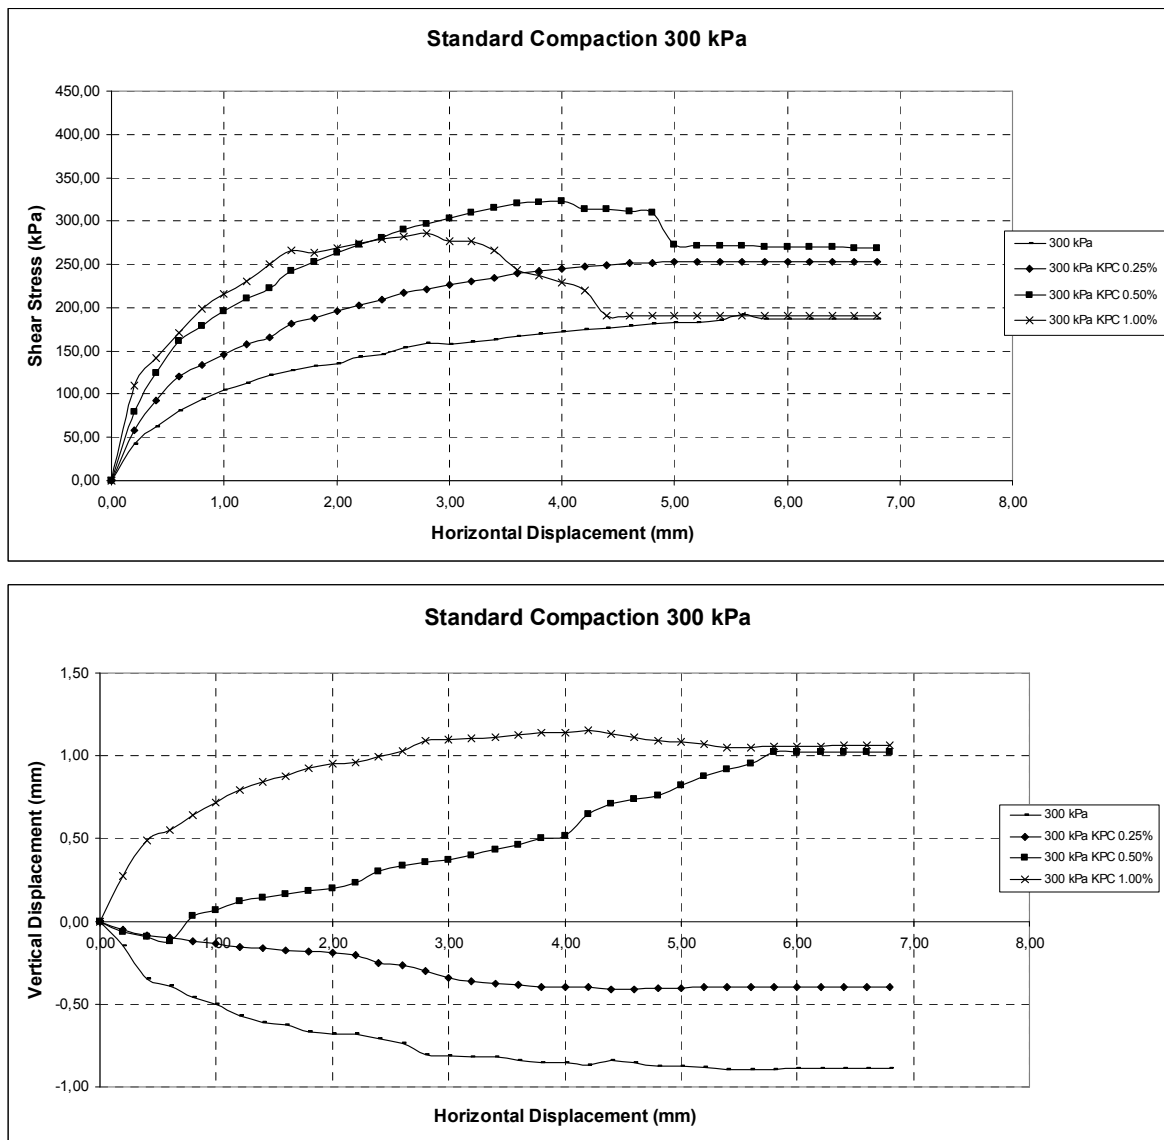 Standard Compaction 300 kPa
450,00
400,00
350,00
300,00
250,00
200,00
150,00
100,00
50,00
0,00
Shear Stress (kPa)
0,00 1,00 2,00 3,00 4,00 5,00 6,00 7,00 8,00
Horizontal Displacement (mm)
300 kPa
300 kPa KPC 0.25%
300 kPa KPC 0.50%
300 kPa KPC 1.00%
Standard Compaction 300 kPa
1,50
1,00
0,50
0,00
-0,50
-1,00
Vertical Displacement (mm)
0,00 1,00 2,00 3,00 4,00 5,00 6,00 7,00 8,00
Horizontal Displacement (mm)
300 kPa
300 kPa KPC 0.25%
300 kPa KPC 0.50%
300 kPa KPC 1.00%